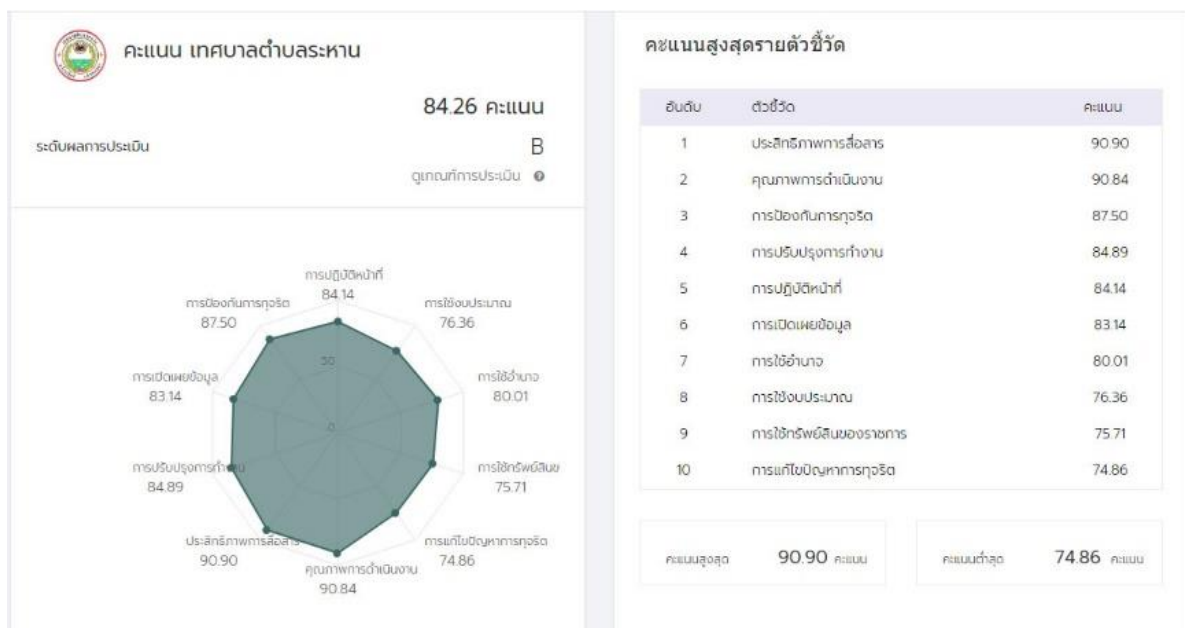 คะแนน เทศบาลตำบลระหาน
84.26 คะแนน
ระดับผลการประเมิน B
ดูเกณฑ์การประเมิน
การปฏิบัติหน้าที่
84.14
การป้องกันการทุจริต
87.50
การใช้งบประมาณ
76.36
50
การเปิดเผยข้อมูล
83.14
การใช้อำนาจ
80.01
0
การปรับปรุงการทำงาน
84.89
การใช้ทรัพย์สินข
75.71
ประสิทธิภาพการสื่อสาร
90.90
การแก้ไขปัญหาการทุจริต
74.86
คุณภาพการดำเนินงาน
90.84
คะแนนสูงสุดรายตัวชี้วัด
อันดับ ตัวชี้วัด คะแนน
1 ประสิทธิภาพการสื่อสาร 90.90
2 คุณภาพการดำเนินงาน 90.84
3 การป้องกันการทุจริต 87.50
4 การปรับปรุงการทำงาน 84.89
5 การปฏิบัติหน้าที่ 84.14
6 การเปิดเผยข้อมูล 83.14
7 การใช้อำนาจ 80.01
8 การใช้งบประมาณ 76.36
9 การใช้ทรัพย์สินของราชการ 75.71
10 การแก้ไขปัญหาการทุจริต 74.86
คะแนนสูงสุด 90.90 คะแนน
คะแนนต่ำสุด 74.86 คะแนน